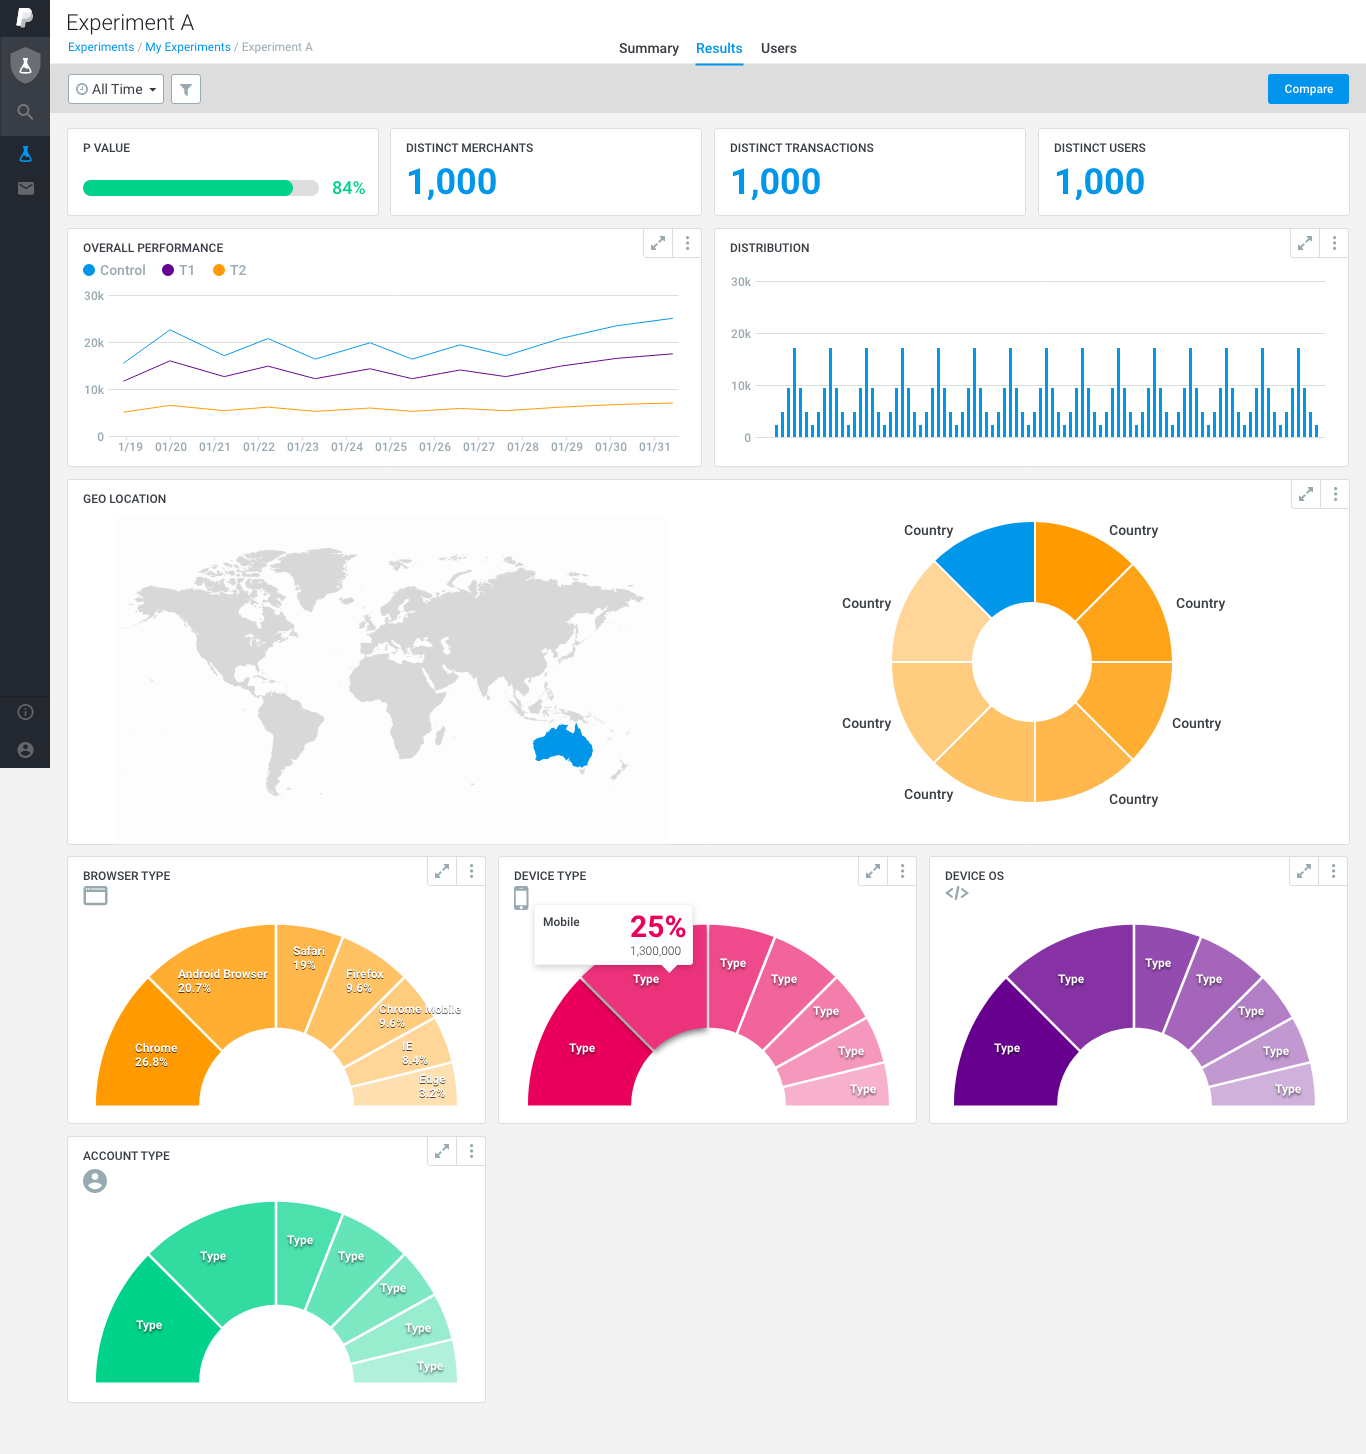 Experiment A
Experiments / My Experiments / Experiment A
Summary Results Users
All Time
Compare
P VALUE
84%
DISTINCT MERCHANTS
1,000
DISTINCT TRANSACTIONS
1,000
DISTINCT USERS
1,000
OVERALL PERFORMANCE
Control T1 T2
30k
20k
10k
0
1/19 01/20 01/21 01/22 01/23 01/24 01/25 01/26 01/27 01/28 01/29 01/30 01/31
DISTRIBUTION
30k
20k
10k
0
GEO LOCATION
Country
Country
Country
Country
Country
Country
Country
Country
BROWSER TYPE
Safari
19%
Android Browser
20.7%
Firefox
9.6%
Chrome Mobile
9.6%
Chrome
26.8%
IE
8.4%
Edge
3.2%
DEVICE TYPE
Mobile
25%
1,300,000
Type
Type
Type
Type
Type
Type
Type
DEVICE OS
Type
Type
Type
Type
Type
Type
Type
ACCOUNT TYPE
Type
Type
Type
Type
Type
Type
Type